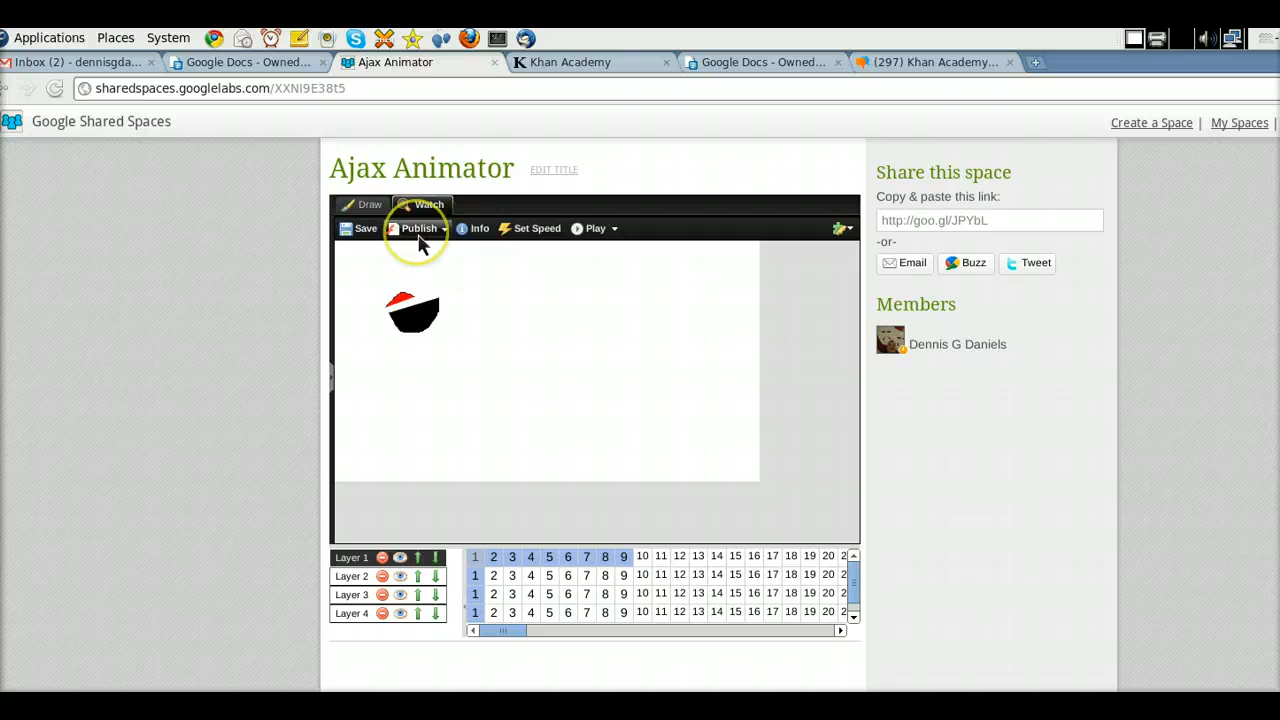 Applications Places System
Inbox (2) - dennisgda... Google Docs - Owned... Ajax Animator Khan Academy Google Docs - Owned... (297) Khan Academy...
sharedspaces.googlelabs.com/XXNI9E38t5
Google Shared Spaces Create a Space | My Spaces |
Ajax Animator EDIT TITLE
Draw Watch
Save Publish Info Set Speed Play
Layer 1 1 2 3 4 5 6 7 8 9 10 11 12 13 14 15 16 17 18 19 20 2
Layer 2 1 2 3 4 5 6 7 8 9 10 11 12 13 14 15 16 17 18 19 20 2
Layer 3 1 2 3 4 5 6 7 8 9 10 11 12 13 14 15 16 17 18 19 20 2
Layer 4 1 2 3 4 5 6 7 8 9 10 11 12 13 14 15 16 17 18 19 20 2
Share this space
Copy & paste this link:
http://goo.gl/JPYbL
-or-
Email Buzz Tweet
Members
Dennis G Daniels